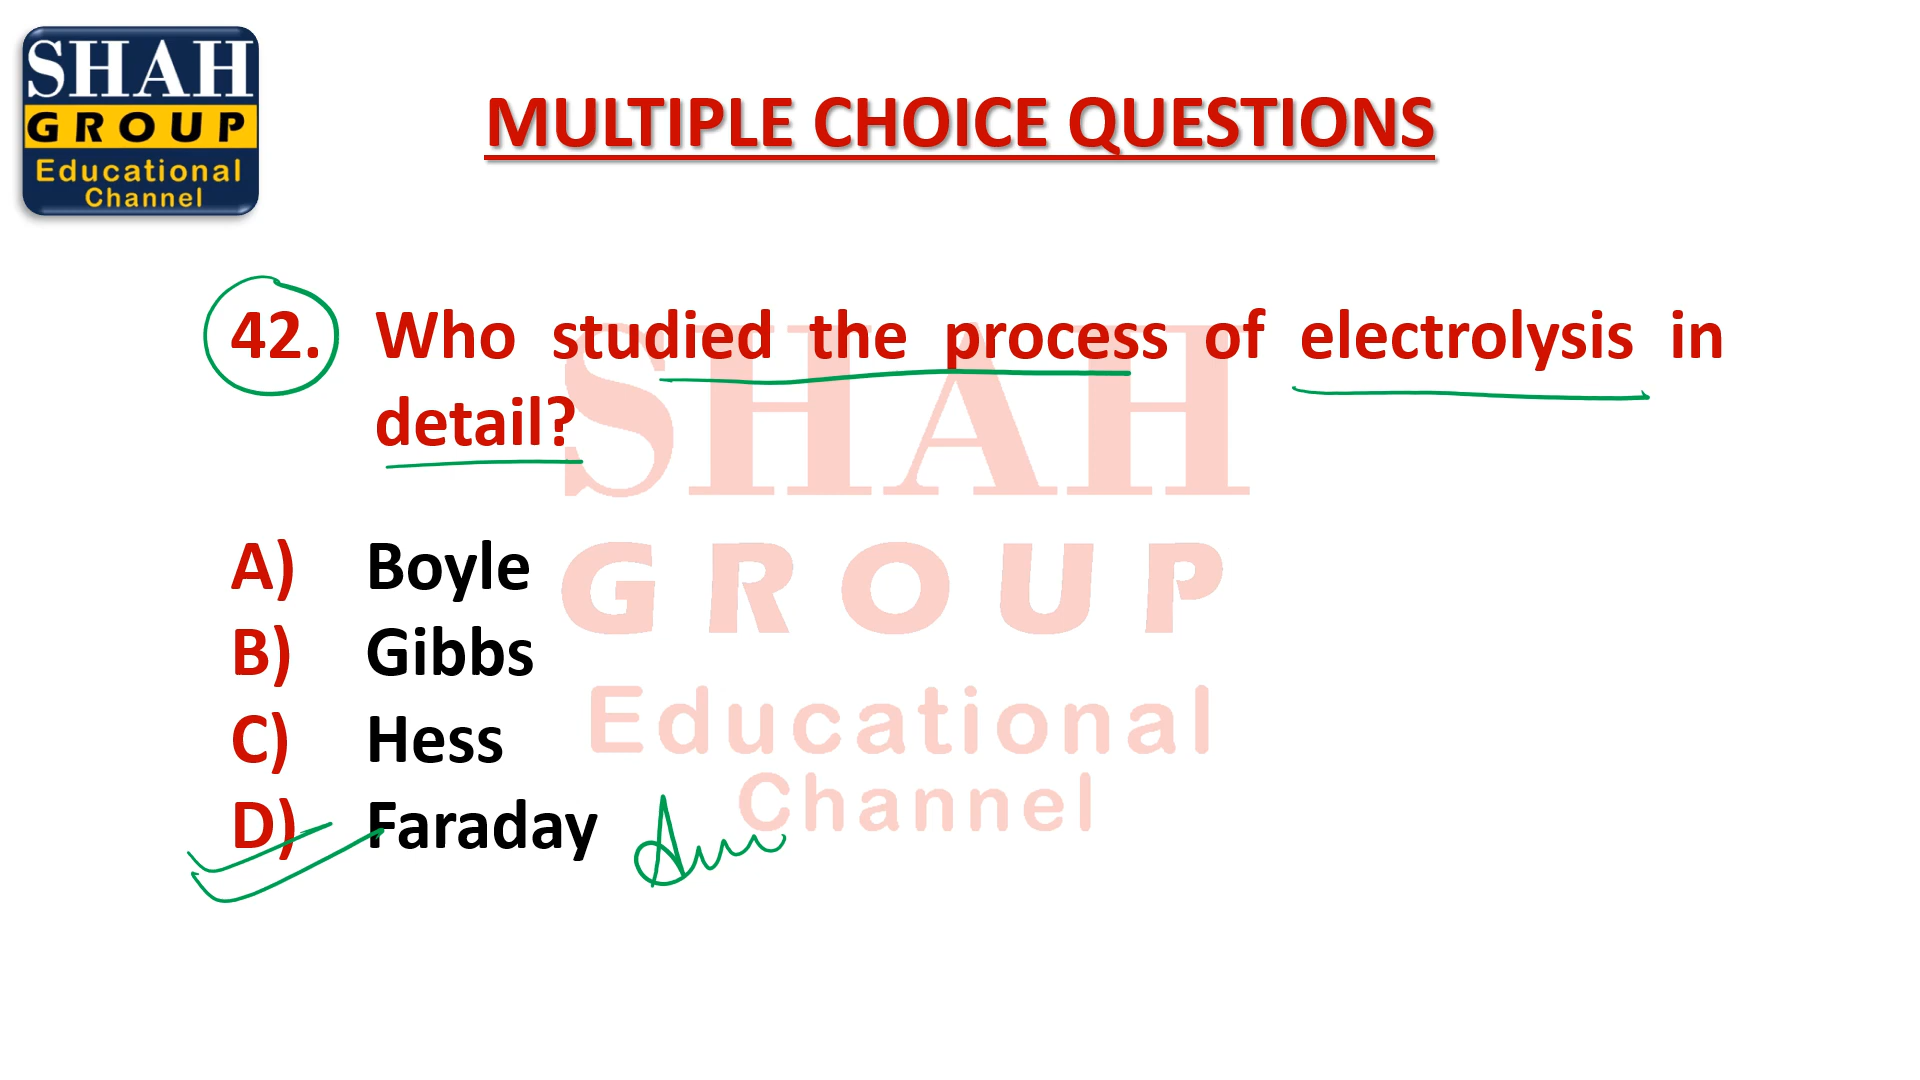 SHAH
GROUP
Educational
Channel
MULTIPLE CHOICE QUESTIONS
42. Who studied the process of electrolysis in
detail?
A) Boyle
B) Gibbs
C) Hess
D) Faraday
SHAH
GROUP
Educational
Channel